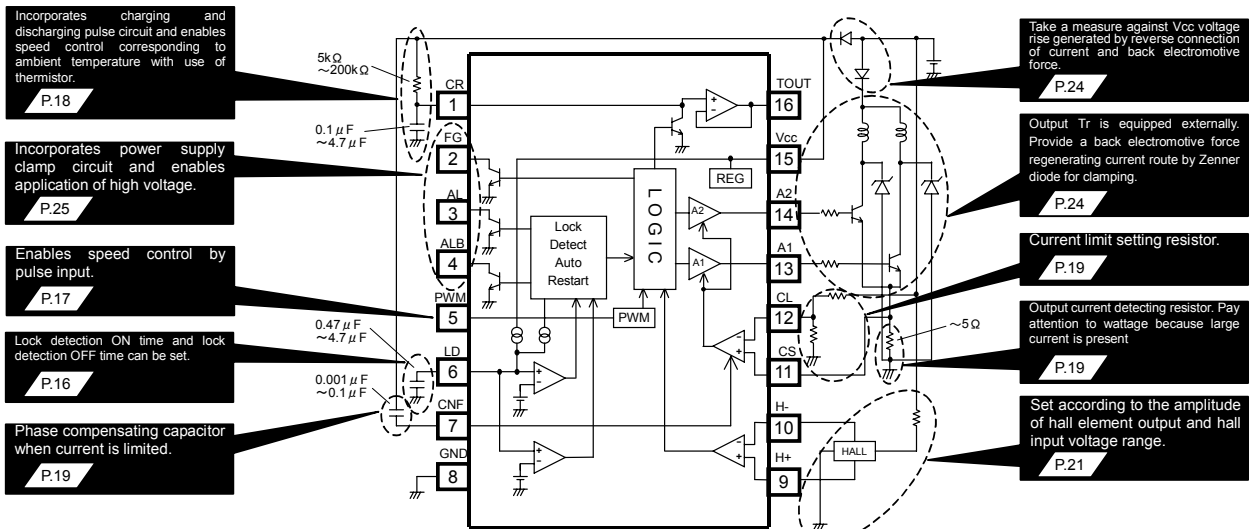 Incorporates charging and
discharging pulse circuit and enables
speed control corresponding to
ambient temperature with use of
thermistor.
P.18
Incorporates power supply
clamp circuit and enables
application of high voltage.
P.25
Enables speed control by
pulse input.
P.17
Lock detection ON time and lock
detection OFF time can be set.
P.16
Phase compensating capacitor
when current is limited.
P.19
5kΩ
～200kΩ
0.1μF
～4.7μF
0.47μF
～4.7μF
0.001μF
～0.1μF
CR
1
FG
2
AL
3
ALB
4
PWM
5
LD
6
CNF
7
GND
8
Lock
Detect
Auto
Restart
LOGIC
PWM
REG
A2
A1
TOUT
16
Vcc
15
A2
14
A1
13
CL
12
CS
11
H-
10
H+
9
HALL
～5Ω
Take a measure against Vcc voltage
rise generated by reverse connection
of current and back electromotive
force.
P.24
Output Tr is equipped externally.
Provide a back electromotive force
regenerating current route by Zenner
diode for clamping.
P.24
Current limit setting resistor.
P.19
Output current detecting resistor. Pay
attention to wattage because large
current is present
P.19
Set according to the amplitude
of hall element output and hall
input voltage range.
P.21